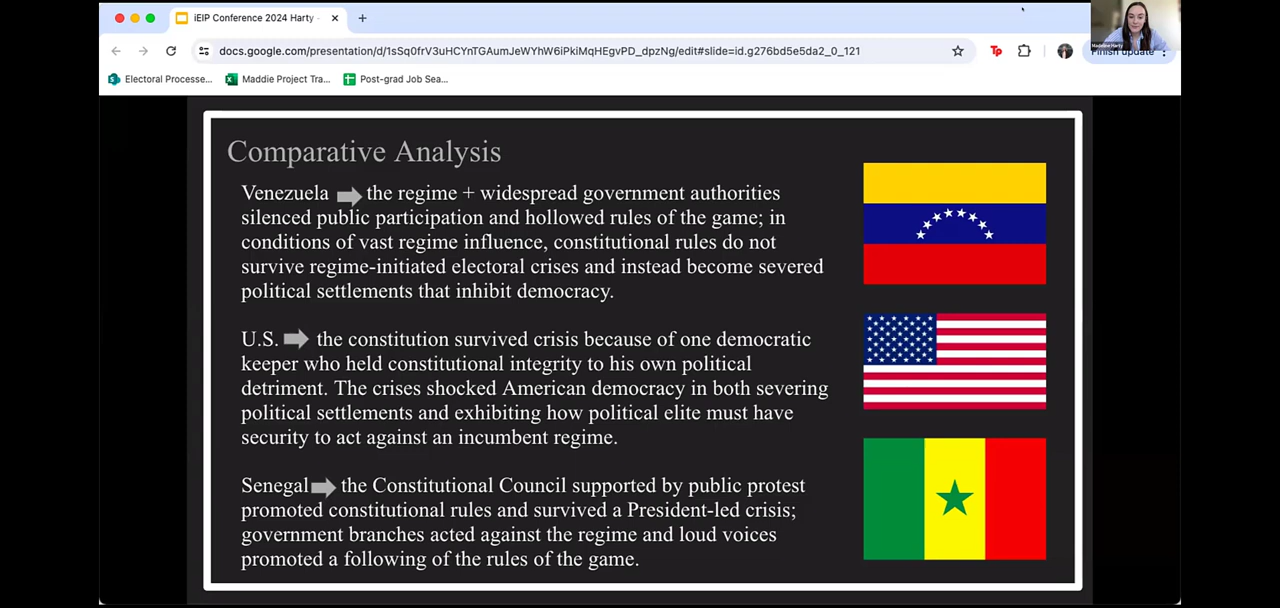 iEIP Conference 2024 Harty
docs.google.com/presentation/d/1sSq0frV3uHCYnTGAumJeWYhW6iPkiMqHEgvPD_dpzNg/edit#slide=id.g276bd5e5da2_0_121
Finish update
Electoral Processe...
Maddie Project Tra...
Post-grad Job Sea...
Comparative Analysis
Venezuela the regime + widespread government authorities
silenced public participation and hollowed rules of the game; in
conditions of vast regime influence, constitutional rules do not
survive regime-initiated electoral crises and instead become severed
political settlements that inhibit democracy.
U.S. the constitution survived crisis because of one democratic
keeper who held constitutional integrity to his own political
detriment. The crises shocked American democracy in both severing
political settlements and exhibiting how political elite must have
security to act against an incumbent regime.
Senegal the Constitutional Council supported by public protest
promoted constitutional rules and survived a President-led crisis;
government branches acted against the regime and loud voices
promoted a following of the rules of the game.